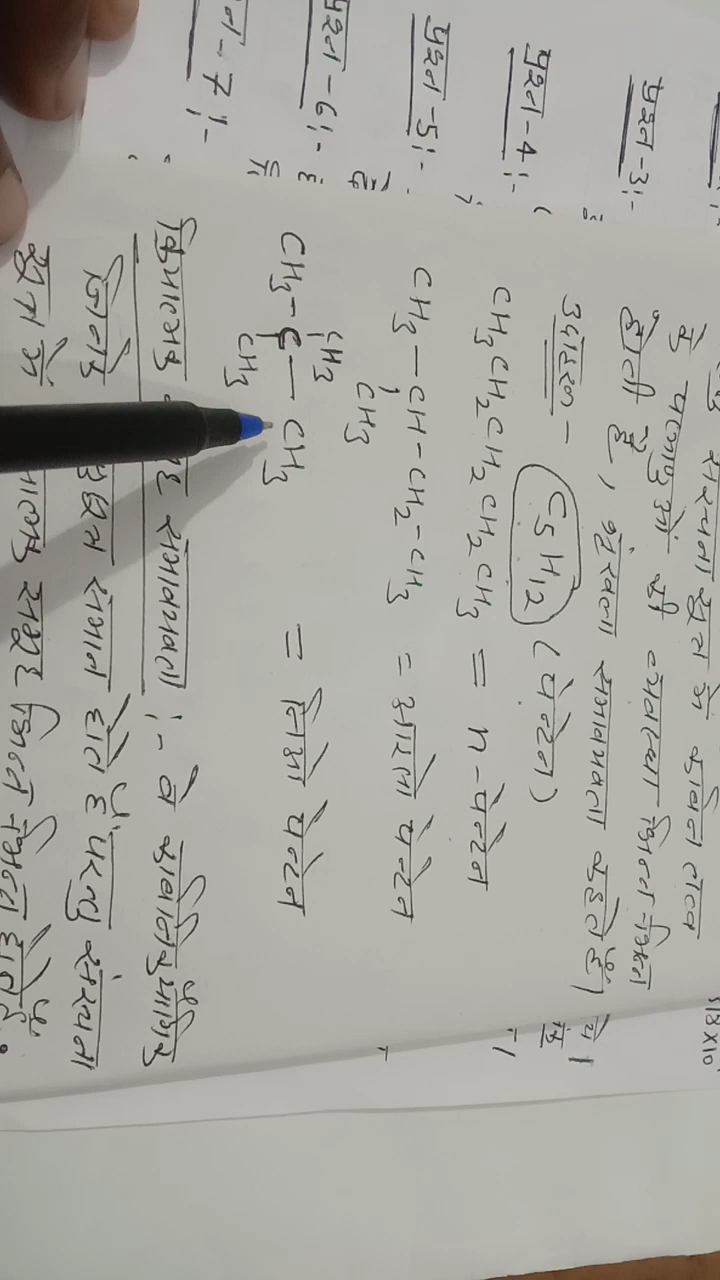 संरचना सूत्र में कार्बन तत्व
के परमाणुओं की व्यवस्था भिन्न-भिन्न
होती है, श्रृंखला समावयवता कहते हैं।
उदाहरण - C5H12 (पेन्टेन)
CH3CH2CH2CH2CH3 = n-पेन्टेन
CH3-CH-CH2-CH3 = आइसो पेन्टेन
CH3
CH3
CH3-C-CH3 = निओ पेन्टेन
CH3
क्रियात्मक समावयवता :- वे कार्बनिक यौगिक
जिनके समान होते हैं परन्तु संरचना
सूत्र में समूह भिन्न भिन्न होते हैं।
प्रश्न-3:-
प्रश्न-4:-
प्रश्न-5:-
प्रश्न-6:-
न-7:-